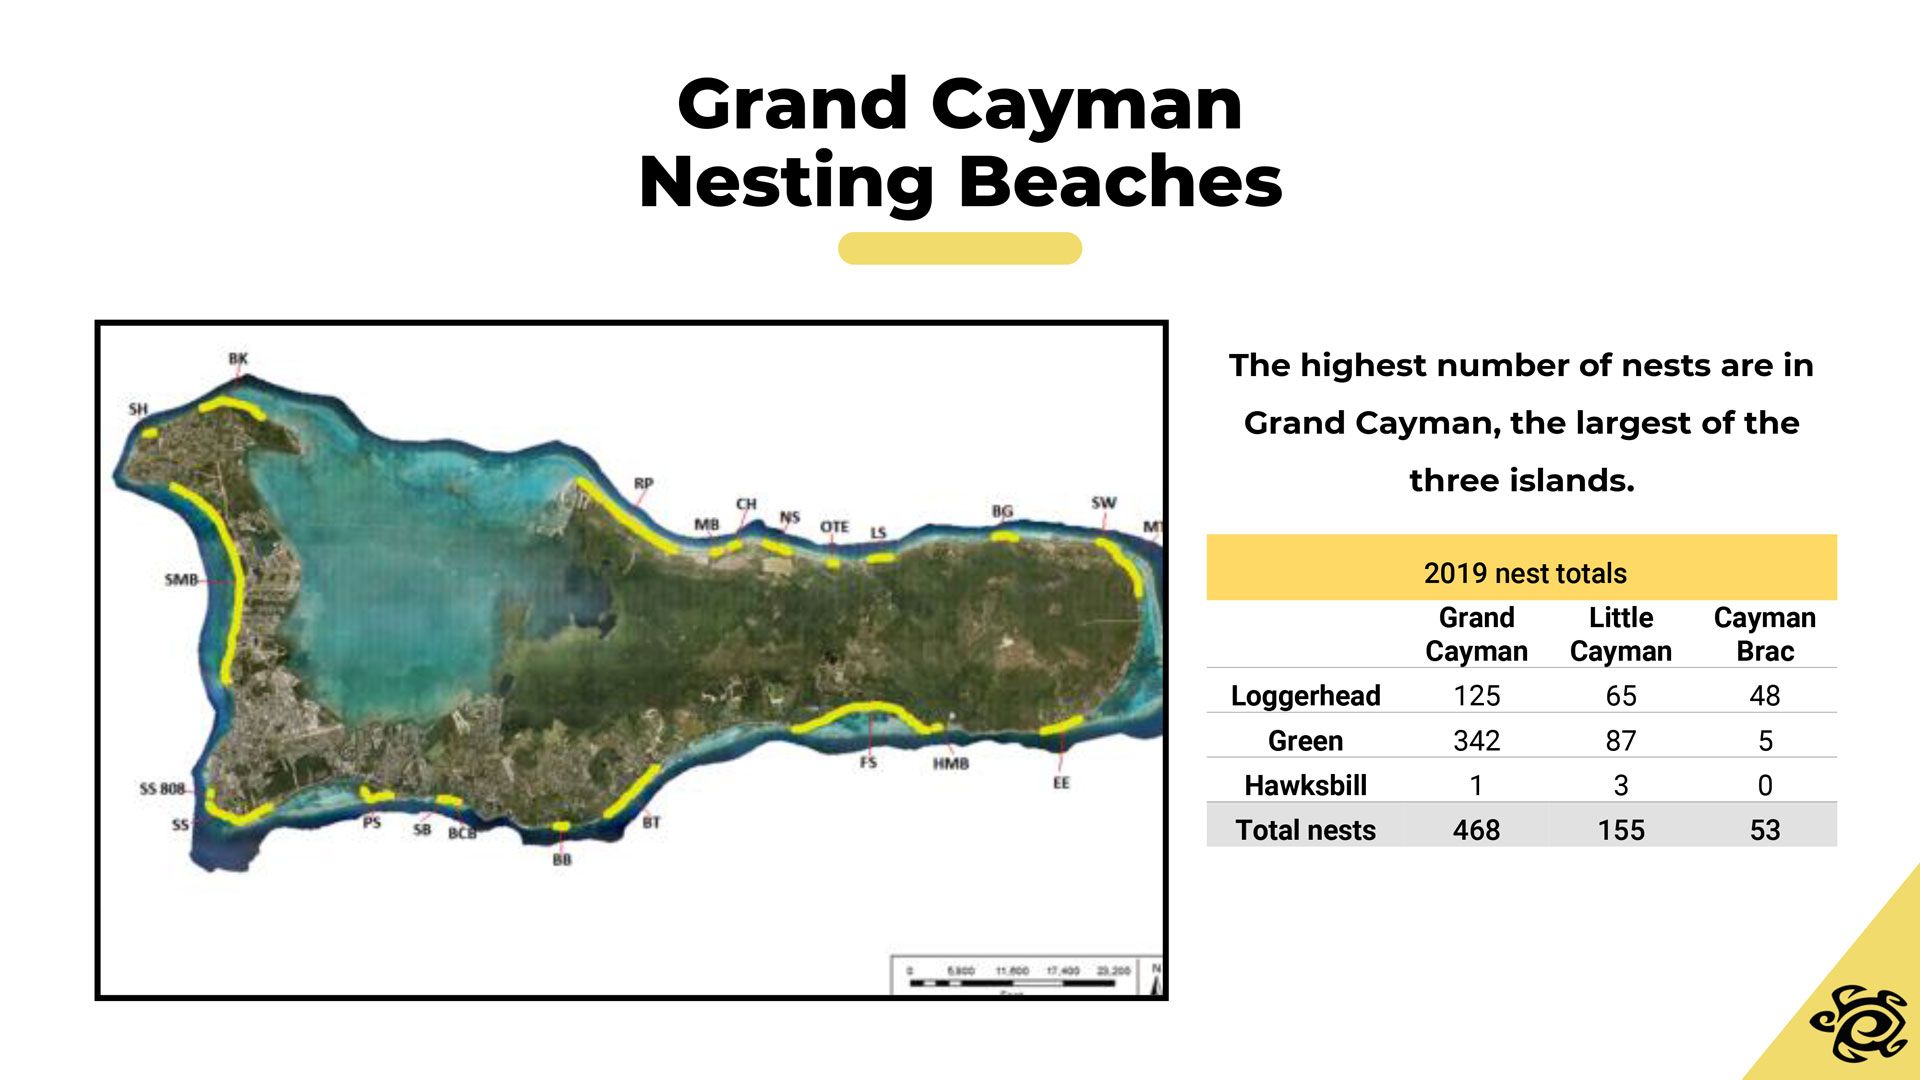 Grand Cayman
Nesting Beaches
BK
SH
RP
CH
SW
BG
NS
MB
OTE
LS
SMB
FS
HMB
EE
SS 808
SS
PS
SB
BCB
BT
BB
0 5,800 11,600 17,400 23,200
N
The highest number of nests are in
Grand Cayman, the largest of the
three islands.
2019 nest totals
Grand Little Cayman
Cayman Cayman Brac
Loggerhead 125 65 48
Green 342 87 5
Hawksbill 1 3 0
Total nests 468 155 53